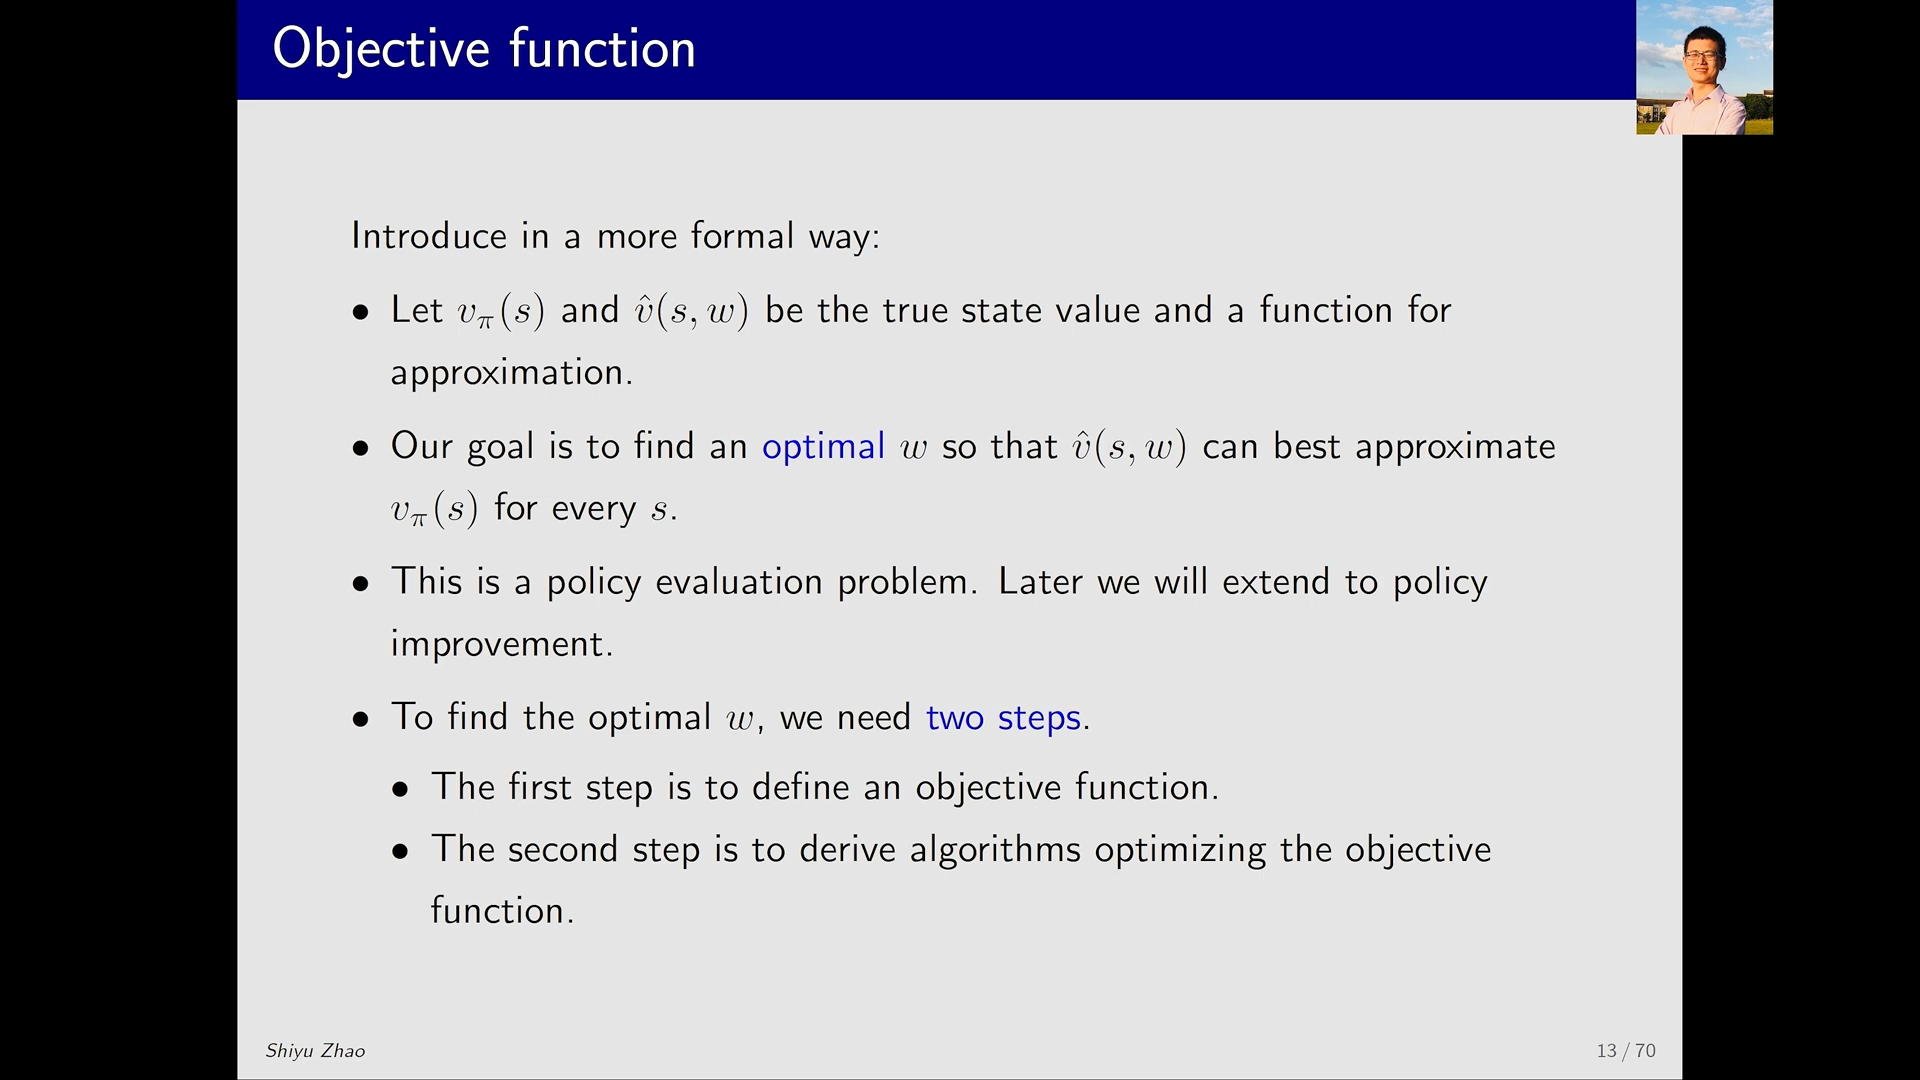 Objective function
Introduce in a more formal way:
• Let $v_\pi(s)$ and $\hat{v}(s, w)$ be the true state value and a function for
approximation.
• Our goal is to find an optimal $w$ so that $\hat{v}(s, w)$ can best approximate
$v_\pi(s)$ for every $s$.
• This is a policy evaluation problem. Later we will extend to policy
improvement.
• To find the optimal $w$, we need two steps.
• The first step is to define an objective function.
• The second step is to derive algorithms optimizing the objective
function.
Shiyu Zhao
13 / 70